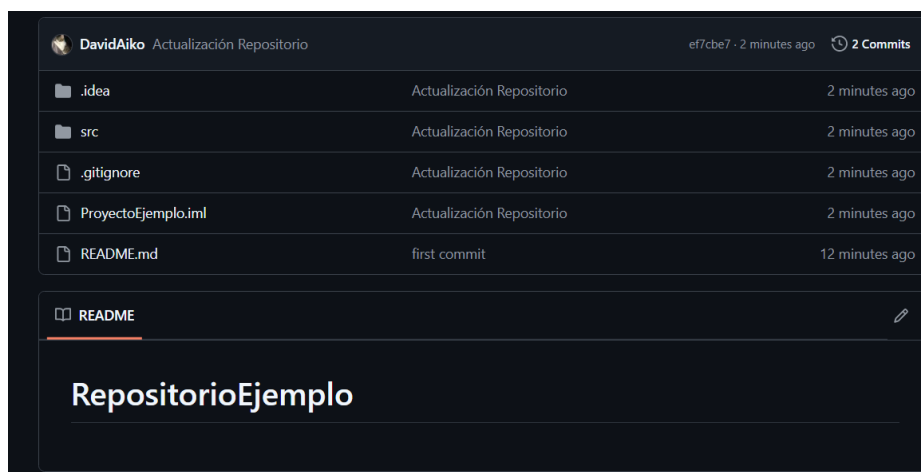 DavidAiko Actualización Repositorio ef7cbe7 · 2 minutes ago 2 Commits
.idea Actualización Repositorio 2 minutes ago
src Actualización Repositorio 2 minutes ago
.gitignore Actualización Repositorio 2 minutes ago
ProyectoEjemplo.iml Actualización Repositorio 2 minutes ago
README.md first commit 12 minutes ago
README
RepositorioEjemplo